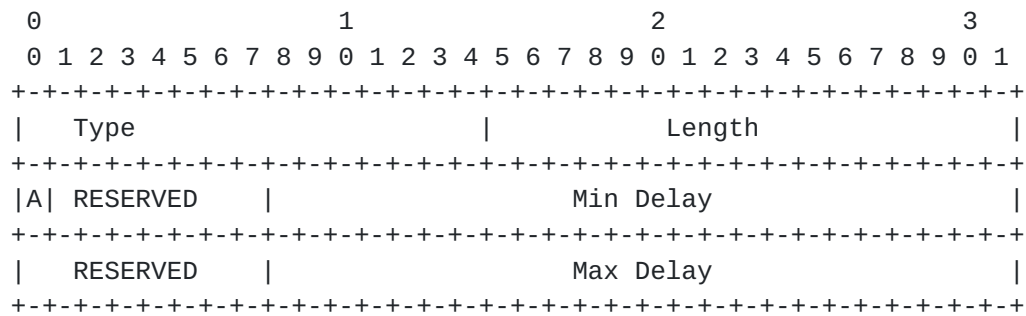 0                   1                   2                   3
 0 1 2 3 4 5 6 7 8 9 0 1 2 3 4 5 6 7 8 9 0 1 2 3 4 5 6 7 8 9 0 1
+-+-+-+-+-+-+-+-+-+-+-+-+-+-+-+-+-+-+-+-+-+-+-+-+-+-+-+-+-+-+-+-+
|   Type                      |           Length                |
+-+-+-+-+-+-+-+-+-+-+-+-+-+-+-+-+-+-+-+-+-+-+-+-+-+-+-+-+-+-+-+-+
|A| RESERVED    |                   Min Delay                   |
+-+-+-+-+-+-+-+-+-+-+-+-+-+-+-+-+-+-+-+-+-+-+-+-+-+-+-+-+-+-+-+-+
|   RESERVED    |                   Max Delay                   |
+-+-+-+-+-+-+-+-+-+-+-+-+-+-+-+-+-+-+-+-+-+-+-+-+-+-+-+-+-+-+-+-+